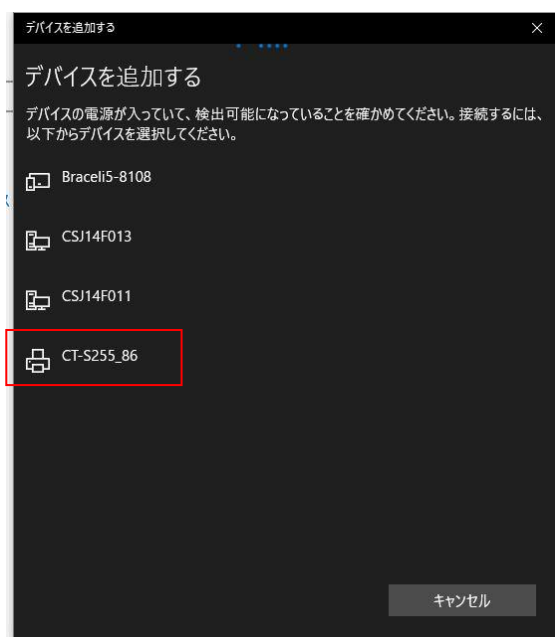 デバイスを追加する
デバイスを追加する
デバイスの電源が入っていて、検出可能になっていることを確かめてください。接続するには、
以下からデバイスを選択してください。
Braceli5-8108
CSJ14F013
CSJ14F011
CT-S255_86
キャンセル